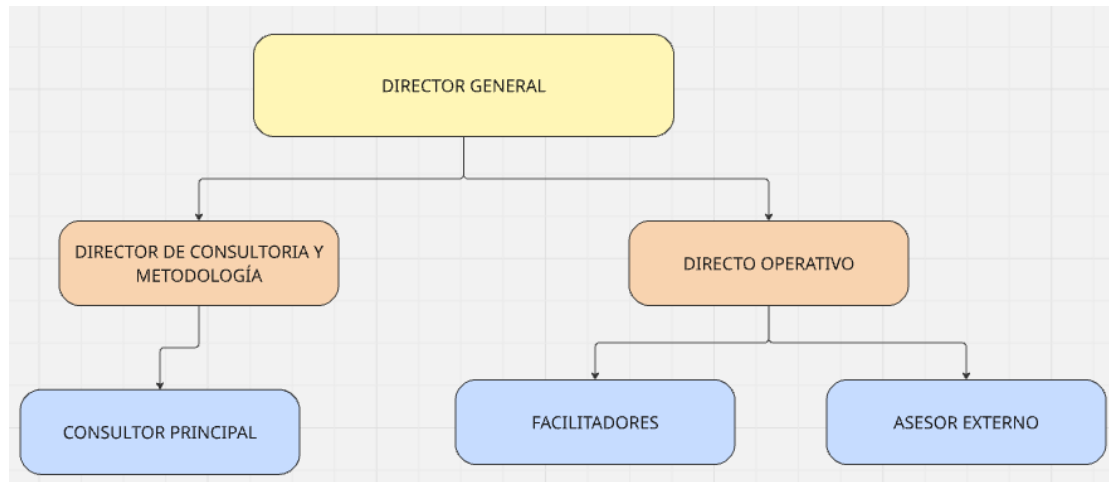 DIRECTOR GENERAL
DIRECTOR DE CONSULTORIA Y
METODOLOGÍA
DIRECTO OPERATIVO
CONSULTOR PRINCIPAL
FACILITADORES
ASESOR EXTERNO